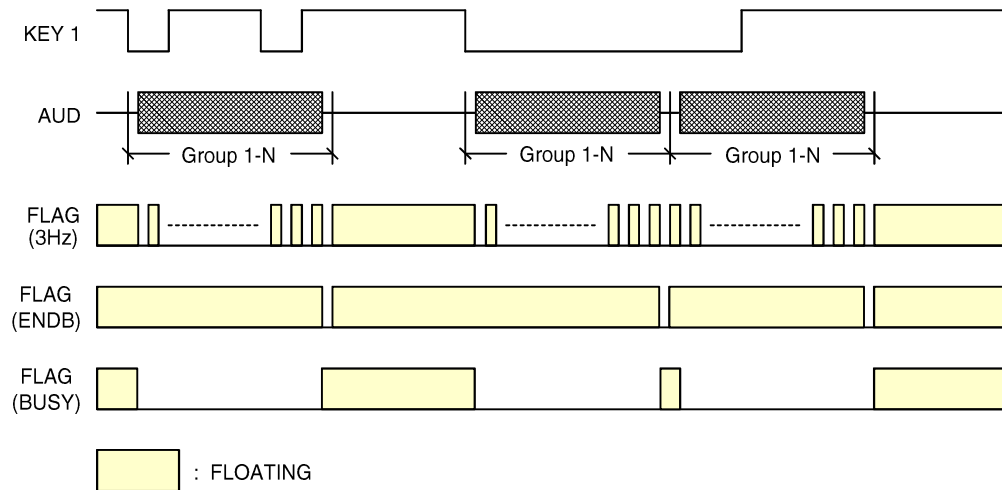 KEY 1
AUD
Group 1-N
Group 1-N
Group 1-N
FLAG
(3Hz)
FLAG
(ENDB)
FLAG
(BUSY)
: FLOATING